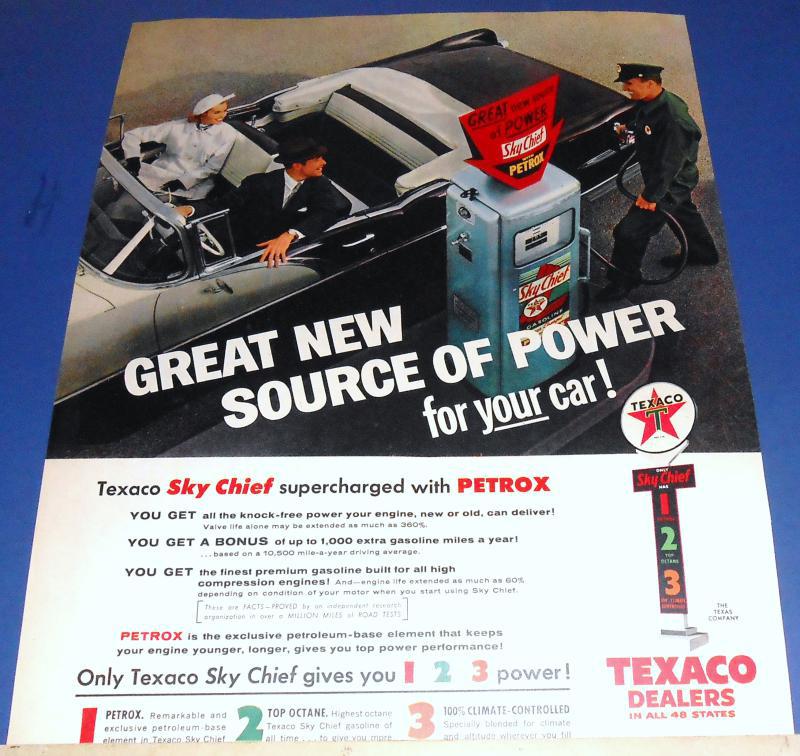 GREAT new source
of POWER
Sky Chief
PETROX
Sky Chief
GASOLINE
GREAT NEW
SOURCE OF POWER
for your car!
TEXACO
T
Texaco Sky Chief supercharged with PETROX
YOU GET all the knock-free power your engine, new or old, can deliver!
Valve life alone may be extended as much as 360%.
YOU GET A BONUS of up to 1,000 extra gasoline miles a year!
...based on a 10,500 mile-a-year driving average.
YOU GET the finest premium gasoline built for all high
compression engines! And—engine life extended as much as 60%
depending on condition of your motor when you start using Sky Chief.
[These are FACTS—PROVED by an independent research
organization in over a MILLION MILES of ROAD TESTS]
PETROX is the exclusive petroleum-base element that keeps
your engine younger, longer, gives you top power performance!
Only Texaco Sky Chief gives you 1 2 3 power!
ONLY
Sky Chief
HAS
1
PETROX
2
TOP
OCTANE
3
THE
TEXAS
COMPANY
TEXACO
DEALERS
IN ALL 48 STATES
1 PETROX. Remarkable and
exclusive petroleum-base
element in Texaco Sky Chief
2 TOP OCTANE. Highest octane
Texaco Sky Chief gasoline of
all time ... to give you more
3 100% CLIMATE-CONTROLLED
Specially blended for climate
and altitude wherever you fill